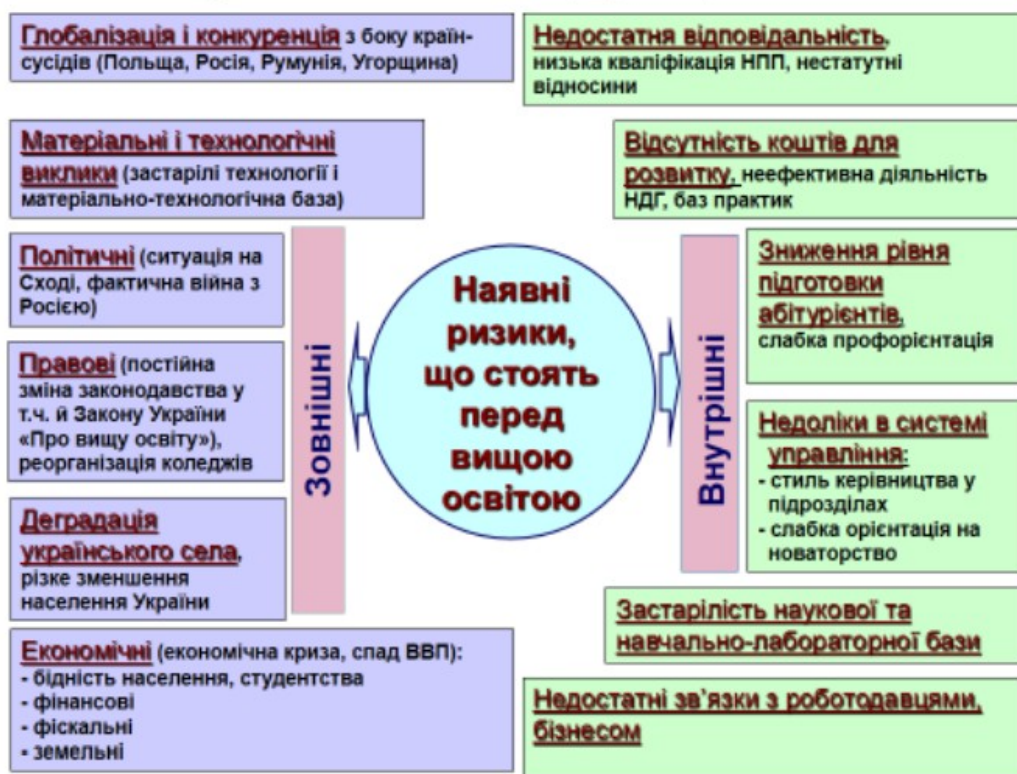 Глобалізація і конкуренція з боку країн-
сусідів (Польща, Росія, Румунія, Угорщина)
Матеріальні і технологічні
виклики (застарілі технології і
матеріально-технологічна база)
Політичні (ситуація на
Сході, фактична війна з
Росією)
Правові (постійна
зміна законодавства у
т.ч. й Закону України
«Про вищу освіту»),
реорганізація коледжів
Деградація
українського села,
різке зменшення
населення України
Економічні (економічна криза, спад ВВП):
- бідність населення, студентства
- фінансові
- фіскальні
- земельні
Зовнішні
Наявні
ризики,
що стоять
перед
вищою
освітою
Внутрішні
Недостатня відповідальність,
низька кваліфікація НПП, нестатутні
відносини
Відсутність коштів для
розвитку, неефективна діяльність
НДГ, баз практик
Зниження рівня
підготовки
абітурієнтів,
слабка профорієнтація
Недоліки в системі
управління:
- стиль керівництва у
підрозділах
- слабка орієнтація на
новаторство
Застарілість наукової та
навчально-лабораторної бази
Недостатні зв’язки з роботодавцями,
бізнесом